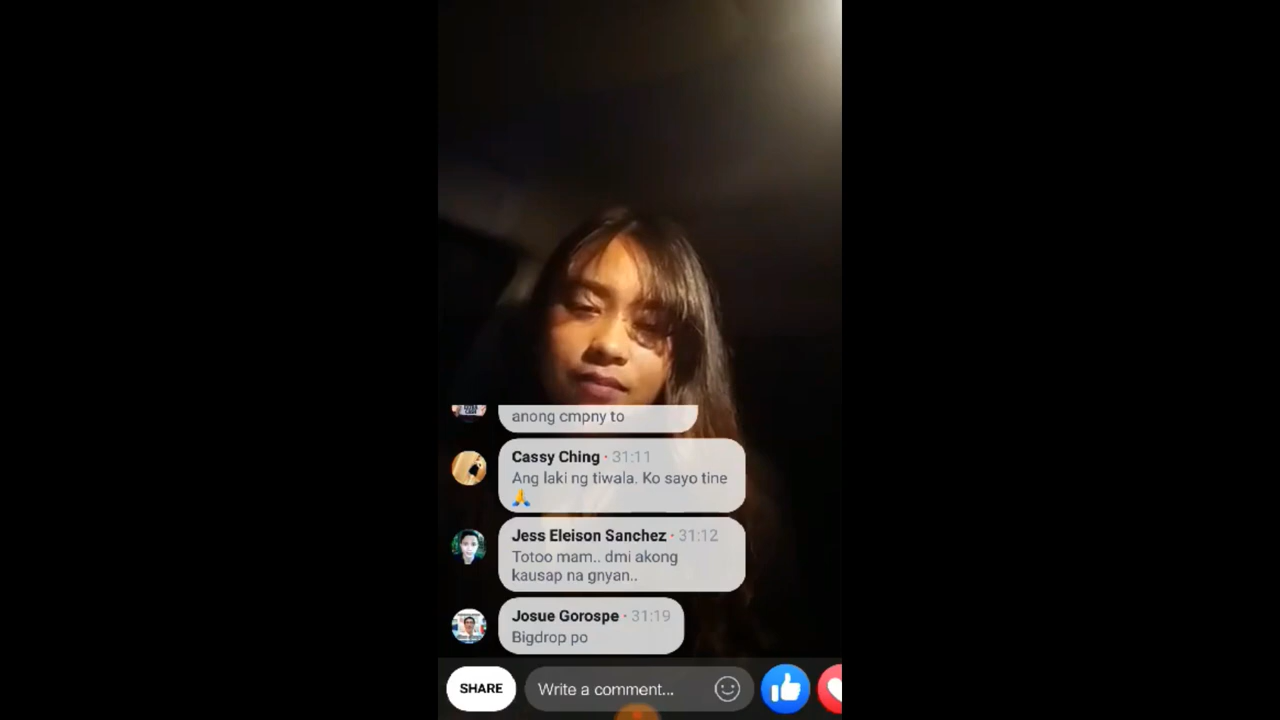 anong cmpny to
Cassy Ching · 31:11
Ang laki ng tiwala. Ko sayo tine
🙏
Jess Eleison Sanchez · 31:12
Totoo mam.. dmi akong
kausap na gnyan..
Josue Gorospe · 31:19
Bigdrop po
SHARE
Write a comment...